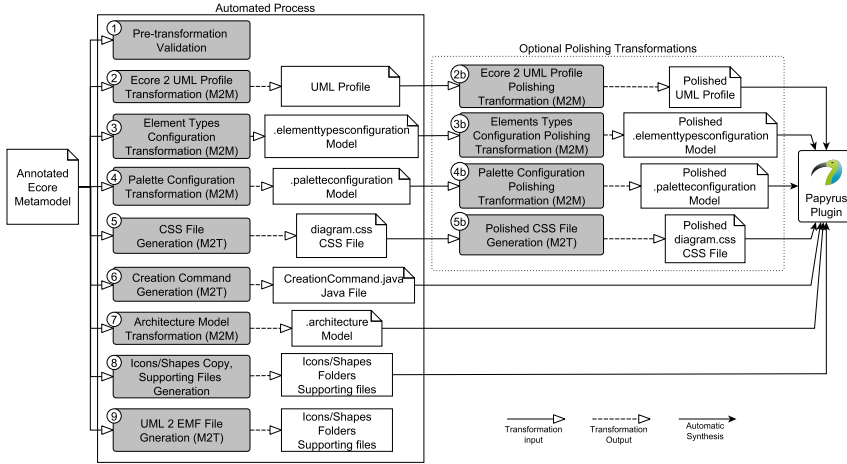 Automated Process
1
Pre-transformation
Validation
Optional Polishing Transformations
2
Ecore 2 UML Profile
Transformation (M2M)
UML Profile
2b
Ecore 2 UML Profile
Polishing
Transformation (M2M)
Polished
UML Profile
3
Element Types
Configuration
Transformation (M2M)
.elementtypesconfiguration
Model
3b
Elements Types
Configuration Polishing
Transformation (M2M)
Polished
.elementtypesconfiguration
Model
Annotated
Ecore
Metamodel
4
Palette Configuration
Transformation (M2M)
.paletteconfiguration
Model
4b
Palette Configuration
Polishing
Transformation (M2M)
Polished
.paletteconfiguration
Model
Papyrus
Plugin
5
CSS File
Generation (M2T)
diagram.css
CSS File
5b
Polished CSS File
Generation (M2T)
Polished
diagram.css
CSS File
6
Creation Command
Generation (M2T)
CreationCommand.java
Java File
7
Architecture Model
Transformation (M2M)
.architecture
Model
8
Icons/Shapes Copy,
Supporting Files
Generation
Icons/Shapes
Folders
Supporting files
9
UML 2 EMF File
Gneration (M2T)
Icons/Shapes
Folders
Supporting files
Transformation
input
Transformation
Output
Automatic
Synthesis